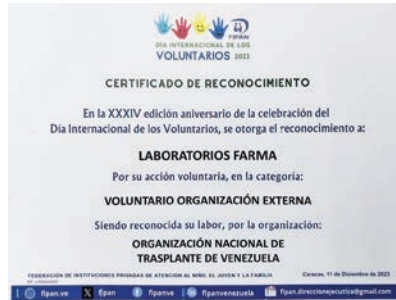 FIPAN
DÍA INTERNACIONAL DE LOS
VOLUNTARIOS 2023
CERTIFICADO DE RECONOCIMIENTO
En la XXXIV edición aniversario de la celebración del
Día Internacional de los Voluntarios, se otorga el reconocimiento a:
LABORATORIOS FARMA
Por su acción voluntaria, en la categoría:
VOLUNTARIO ORGANIZACIÓN EXTERNA
Siendo reconocida su labor, por la organización:
ORGANIZACIÓN NACIONAL DE
TRASPLANTE DE VENEZUELA
FEDERACIÓN DE INSTITUCIONES PRIVADAS DE ATENCIÓN AL NIÑO, EL JOVEN Y LA FAMILIA Caracas, 11 de Diciembre de 2023
fipan.ve fipan fipanve fipanvenezuela fipan.direccionejecutiva@gmail.com